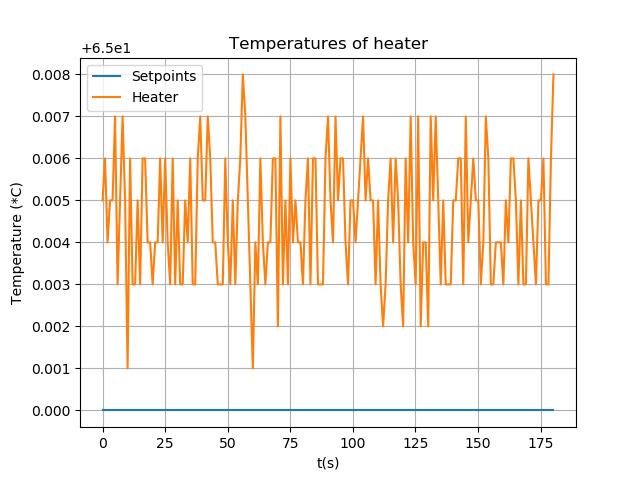 Temperatures of heater
+6.5e1
Setpoints
Heater
0.008
0.007
0.006
0.005
0.004
0.003
0.002
0.001
0.000
Temperature (*C)
0 25 50 75 100 125 150 175
t(s)